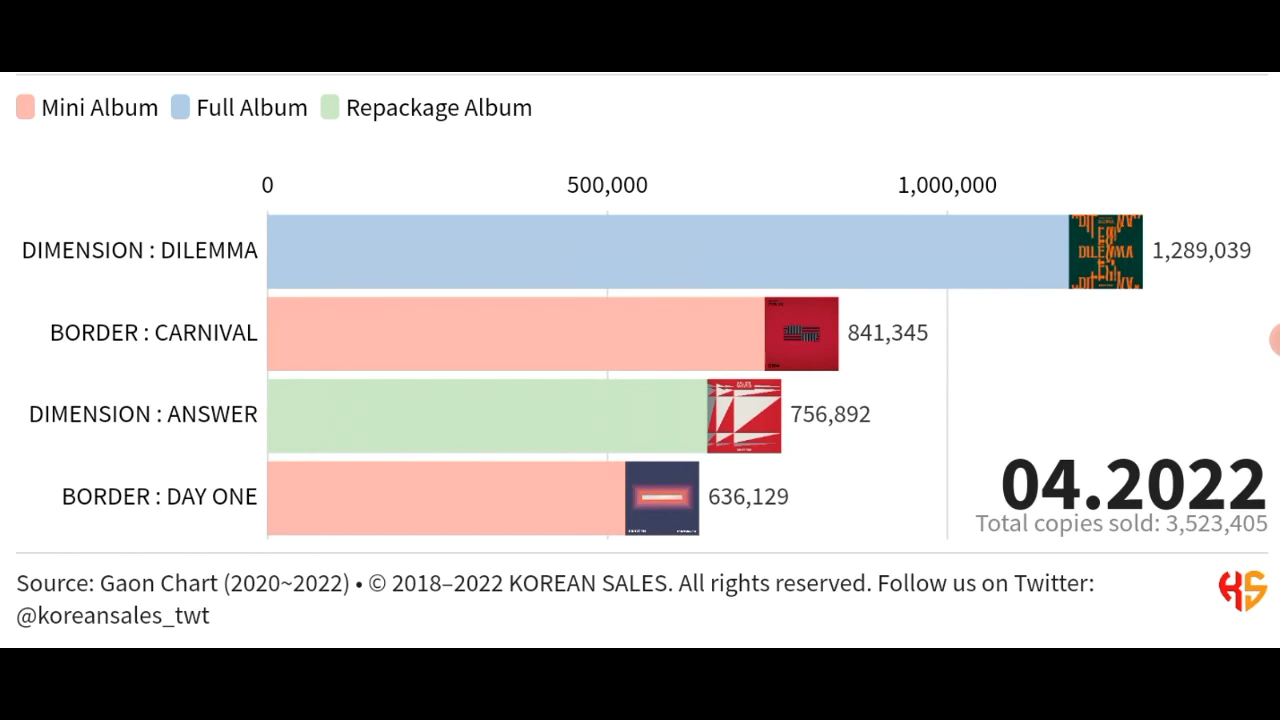 Mini Album Full Album Repackage Album
0 500,000 1,000,000
DIMENSION : DILEMMA DILEMMA 1,289,039
BORDER : CARNIVAL 841,345
DIMENSION : ANSWER 756,892
BORDER : DAY ONE 636,129
04.2022
Total copies sold: 3,523,405
Source: Gaon Chart (2020~2022) • © 2018–2022 KOREAN SALES. All rights reserved. Follow us on Twitter:
@koreansales_twt
KS